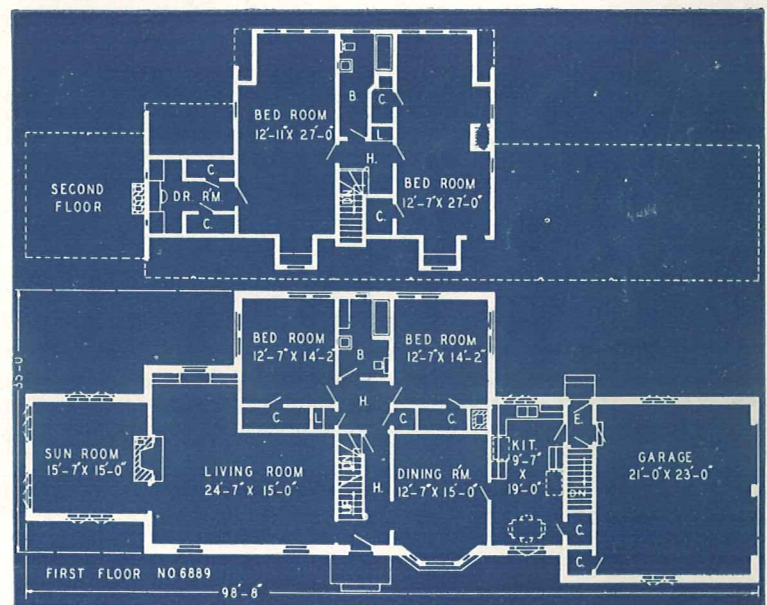 BED ROOM
12'-11" X 27'-0"
B.
C.
L
H.
BED ROOM
12'-7" X 27'-0"
C.
DR. R'M.
C.
DN
C.
SECOND
FLOOR
35'-0"
BED ROOM
12'-7" X 14'-2
B.
BED ROOM
12'-7" X 14'-2"
C.
L
H.
C.
C.
E.
SUN ROOM
15'-7" X 15'-0"
LIVING ROOM
24'-7" X 15'-0"
DN
UP
H.
DINING R'M.
12'-7" X 15'-0"
KIT.
9'-7"
X
19'-0"
DN
C.
C.
GARAGE
21'-0" X 23'-0"
FIRST FLOOR NO 6889
98'-8"